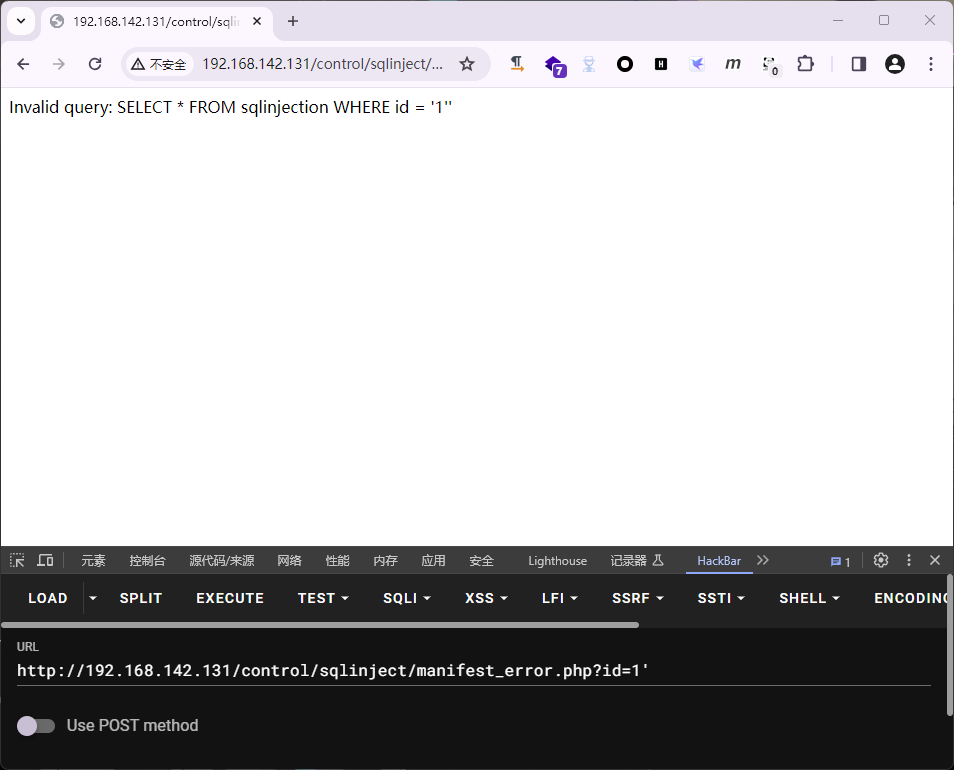 192.168.142.131/control/sqlin
不安全
192.168.142.131/control/sqlinject/...
7
H
m
0
Invalid query: SELECT * FROM sqlinjection WHERE id = '1''
元素 控制台 源代码/来源 网络 性能 内存 应用 安全 Lighthouse 记录器 HackBar 1
LOAD SPLIT EXECUTE TEST SQLI XSS LFI SSRF SSTI SHELL ENCODING
URL
http://192.168.142.131/control/sqlinject/manifest_error.php?id=1'
Use POST method